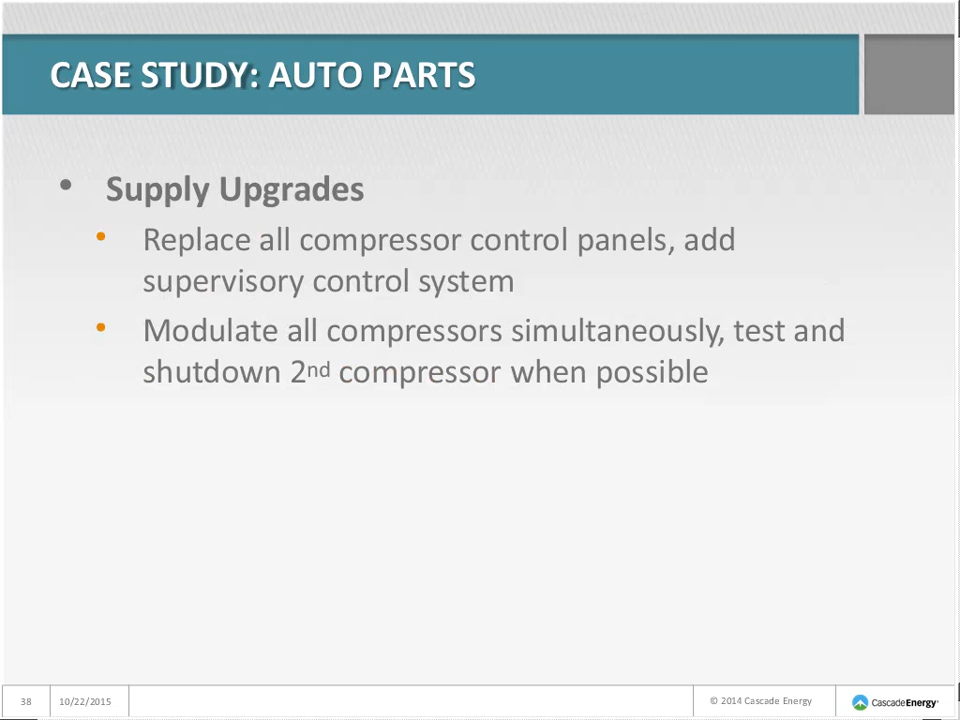 CASE STUDY: AUTO PARTS
• Supply Upgrades
• Replace all compressor control panels, add
supervisory control system
• Modulate all compressors simultaneously, test and
shutdown 2nd compressor when possible
38
10/22/2015
© 2014 Cascade Energy
CascadeEnergy